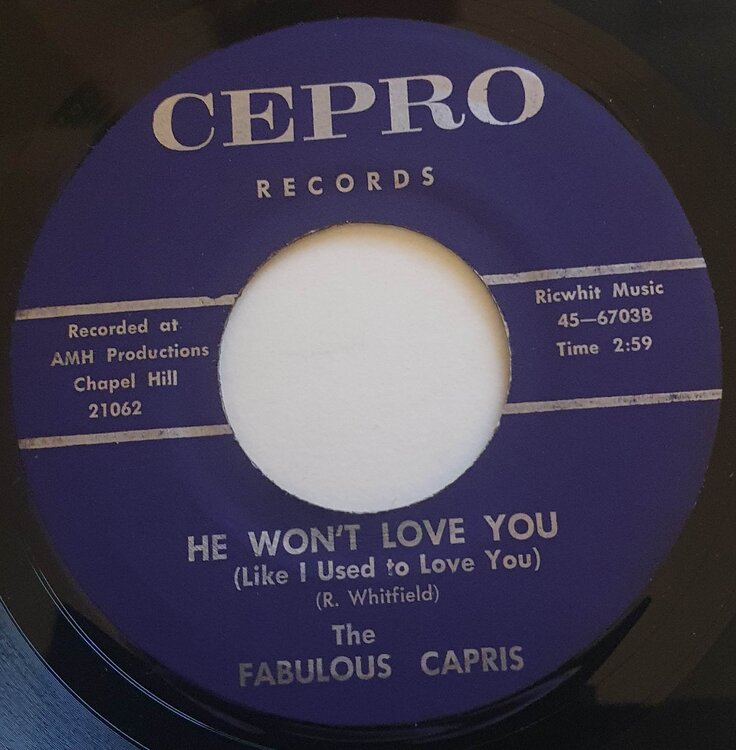 CEPRO
RECORDS
Recorded at
AMH Productions
Chapel Hill
21062
Ricwhit Music
45—6703B
Time 2:59
HE WON'T LOVE YOU
(Like I Used to Love You)
(R. Whitfield)
The
FABULOUS CAPRIS